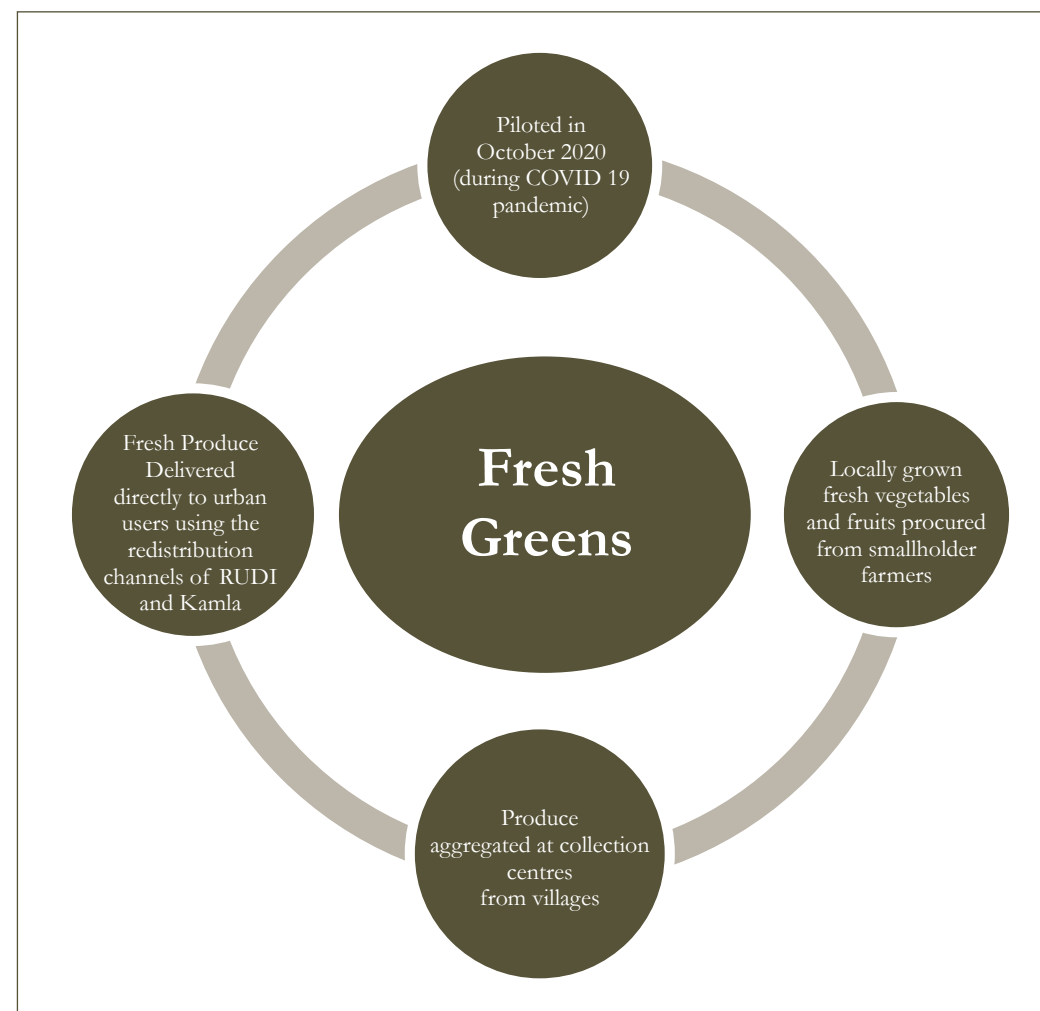 Piloted in
October 2020
(during COVID 19
pandemic)
Fresh
Greens
Locally grown
fresh vegetables
and fruits procured
from smallholder
farmers
Produce
aggregated at collection
centres
from villages
Fresh Produce
Delivered
directly to urban
users using the
redistribution
channels of RUDI
and Kamla